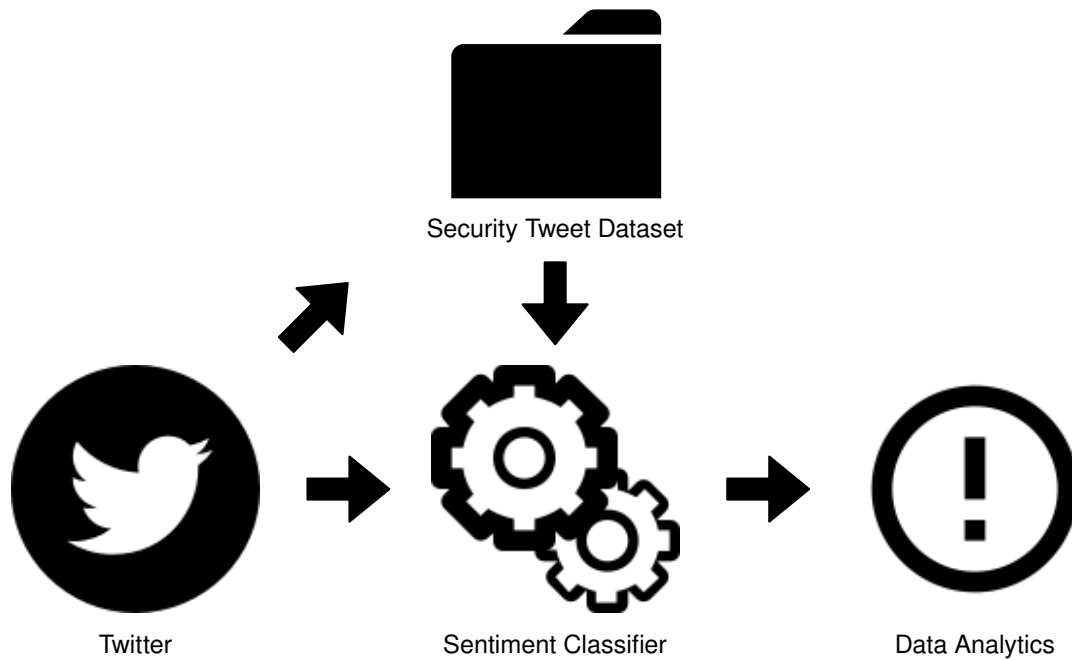 Security Tweet Dataset
Twitter
Sentiment Classifier
Data Analytics